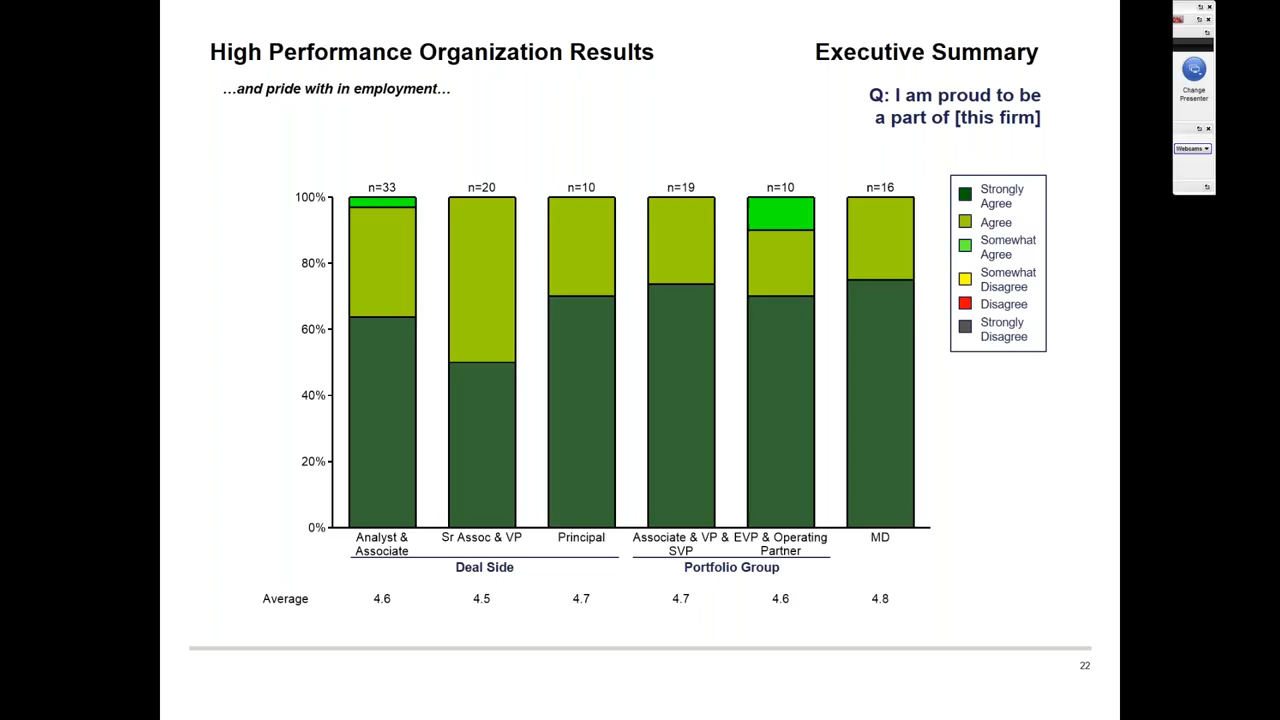 High Performance Organization Results
Executive Summary
…and pride with in employment…
Q: I am proud to be
a part of [this firm]
n=33
n=20
n=10
n=19
n=10
n=16
100%
80%
60%
40%
20%
0%
Strongly
Agree
Agree
Somewhat
Agree
Somewhat
Disagree
Disagree
Strongly
Disagree
Analyst &
Associate
Sr Assoc & VP
Principal
Associate & VP &
SVP
EVP & Operating
Partner
MD
Deal Side
Portfolio Group
Average
4.6
4.5
4.7
4.7
4.6
4.8
22
Change
Presenter
Webcams